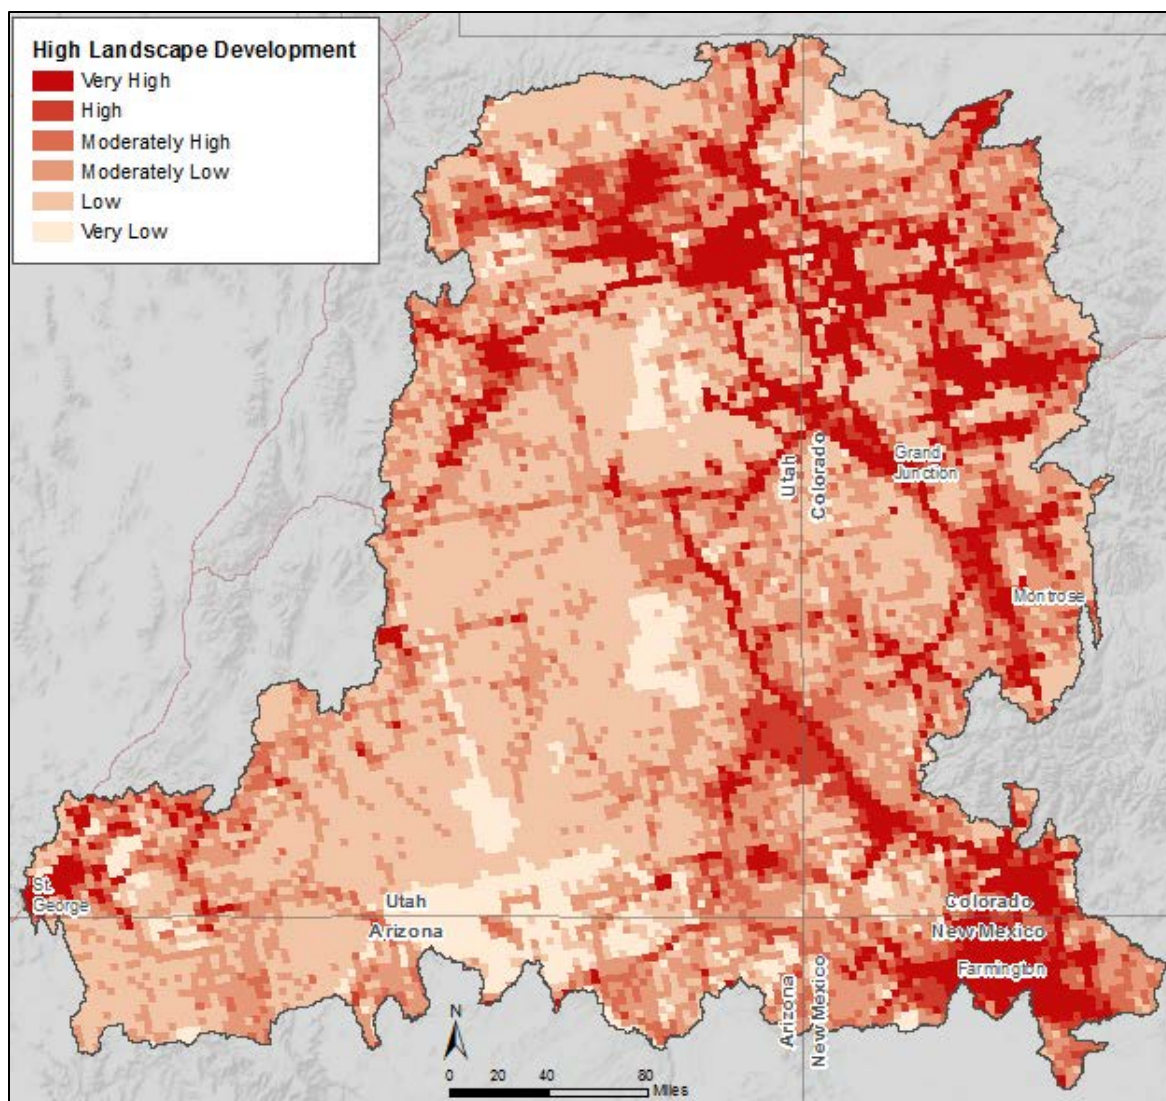 High Landscape Development
Very High
High
Moderately High
Moderately Low
Low
Very Low
Utah
Colorado
Grand
Junction
Montrose
St.
George
Utah
Arizona
Colorado
New Mexico
Farmington
Arizona
New Mexico
N
0 20 40 80
Miles